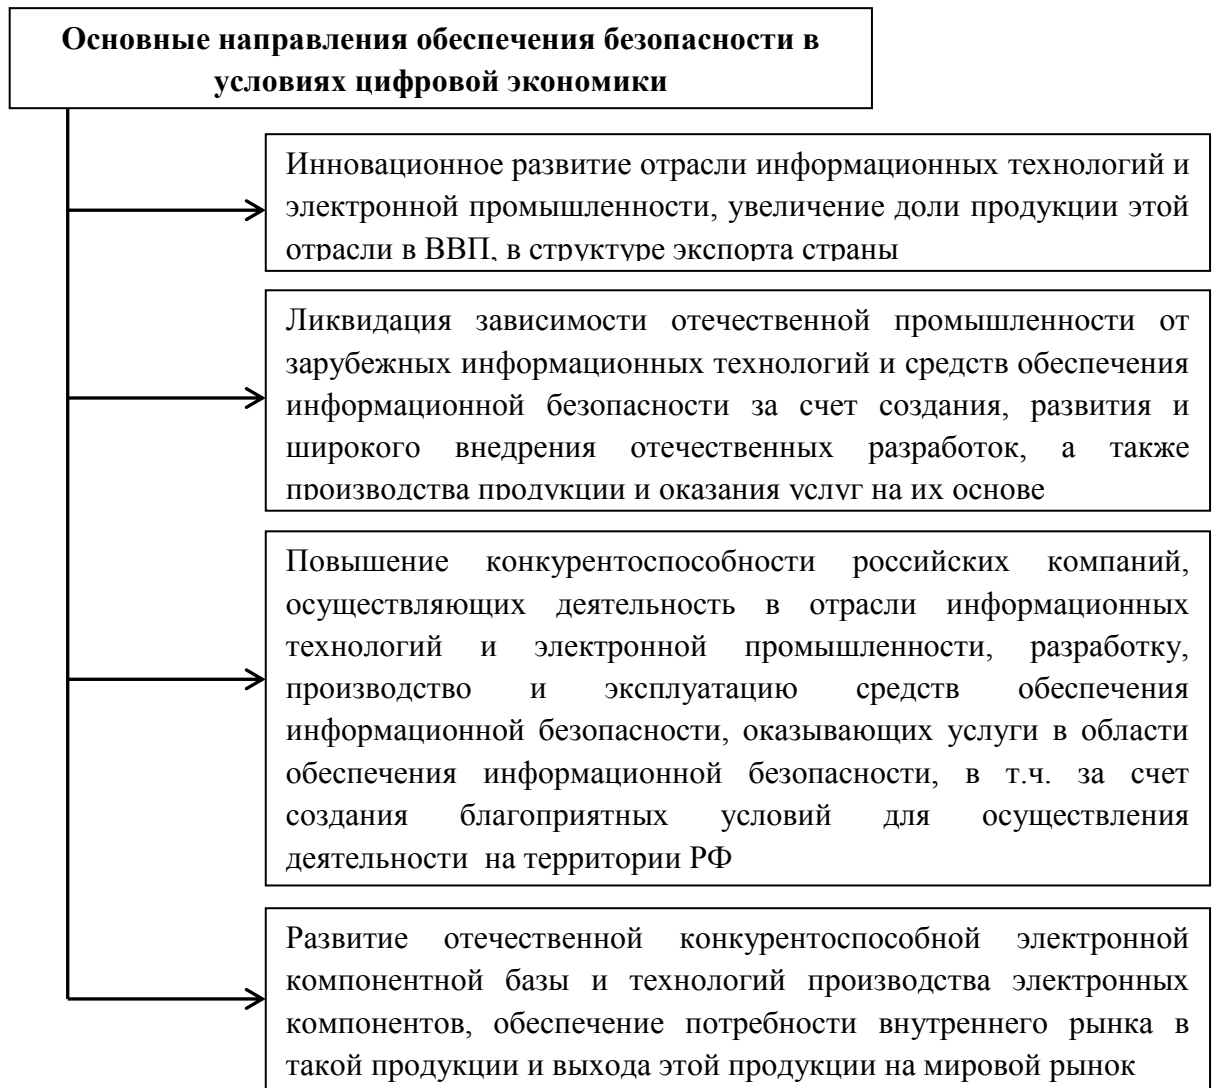 Основные направления обеспечения безопасности в
условиях цифровой экономики
Инновационное развитие отрасли информационных технологий и
электронной промышленности, увеличение доли продукции этой
отрасли в ВВП, в структуре экспорта страны
Ликвидация зависимости отечественной промышленности от
зарубежных информационных технологий и средств обеспечения
информационной безопасности за счет создания, развития и
широкого внедрения отечественных разработок, а также
производства продукции и оказания услуг на их основе
Повышение конкурентоспособности российских компаний,
осуществляющих деятельность в отрасли информационных
технологий и электронной промышленности, разработку,
производство и эксплуатацию средств обеспечения
информационной безопасности, оказывающих услуги в области
обеспечения информационной безопасности, в т.ч. за счет
создания благоприятных условий для осуществления
деятельности на территории РФ
Развитие отечественной конкурентоспособной электронной
компонентной базы и технологий производства электронных
компонентов, обеспечение потребности внутреннего рынка в
такой продукции и выхода этой продукции на мировой рынок